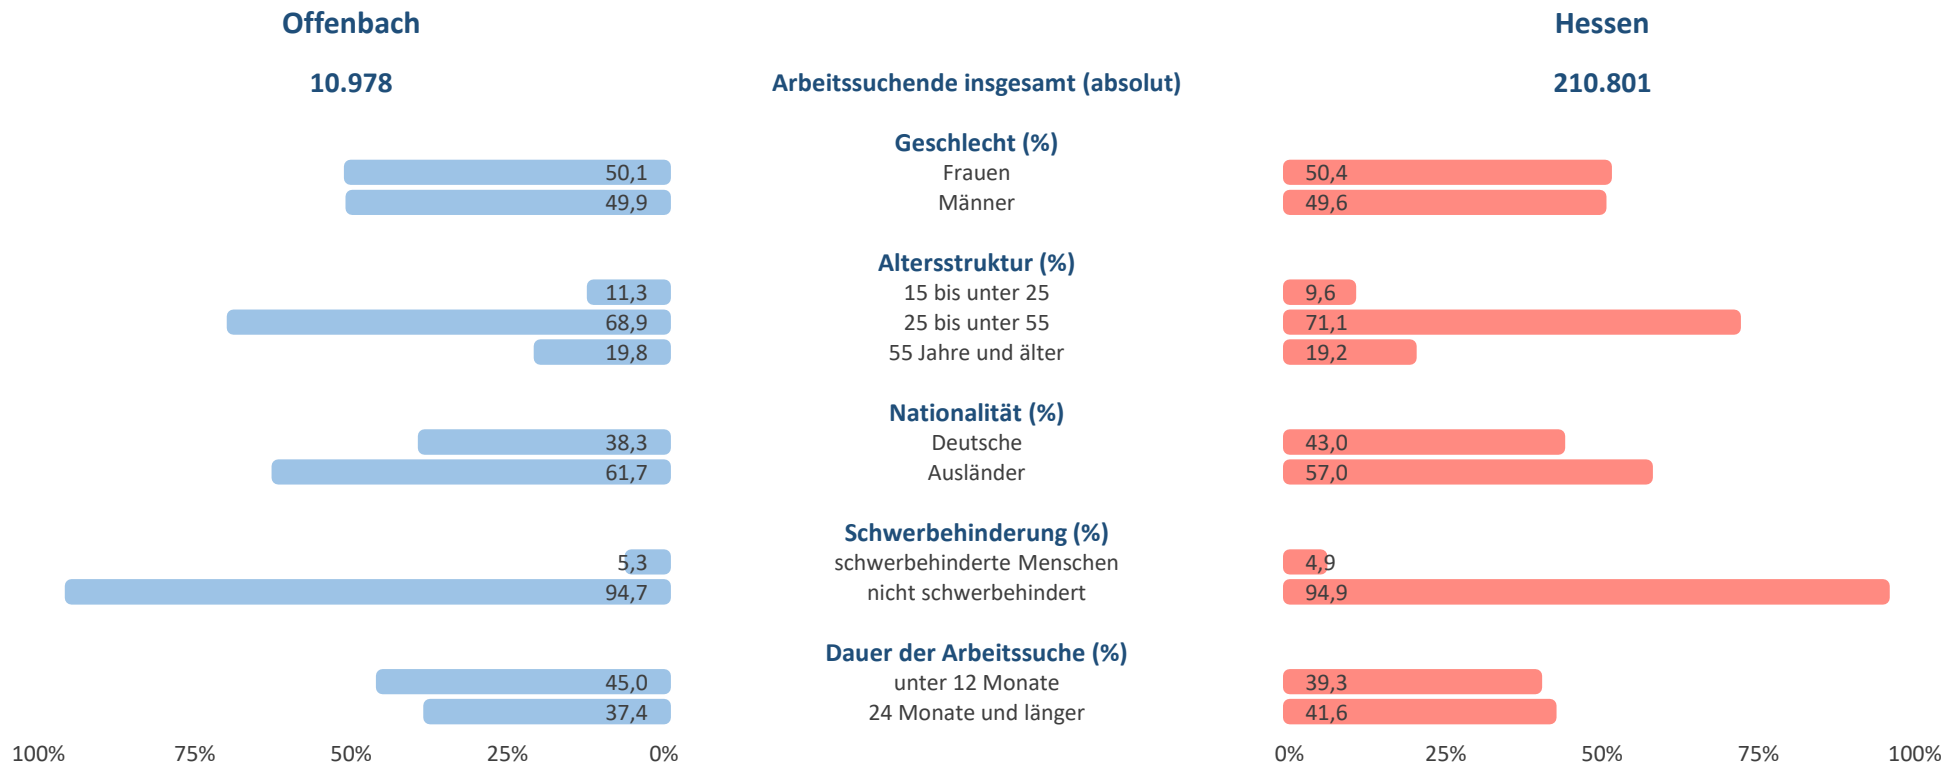 Offenbach Hessen
10.978 Arbeitssuchende insgesamt (absolut) 210.801
Geschlecht (%)
50,1 Frauen 50,4
49,9 Männer 49,6
Altersstruktur (%)
11,3 15 bis unter 25 9,6
68,9 25 bis unter 55 71,1
19,8 55 Jahre und älter 19,2
Nationalität (%)
38,3 Deutsche 43,0
61,7 Ausländer 57,0
Schwerbehinderung (%)
5,3 schwerbehinderte Menschen 4,9
94,7 nicht schwerbehindert 94,9
Dauer der Arbeitssuche (%)
45,0 unter 12 Monate 39,3
37,4 24 Monate und länger 41,6
100% 75% 50% 25% 0% 0% 25% 50% 75% 100%